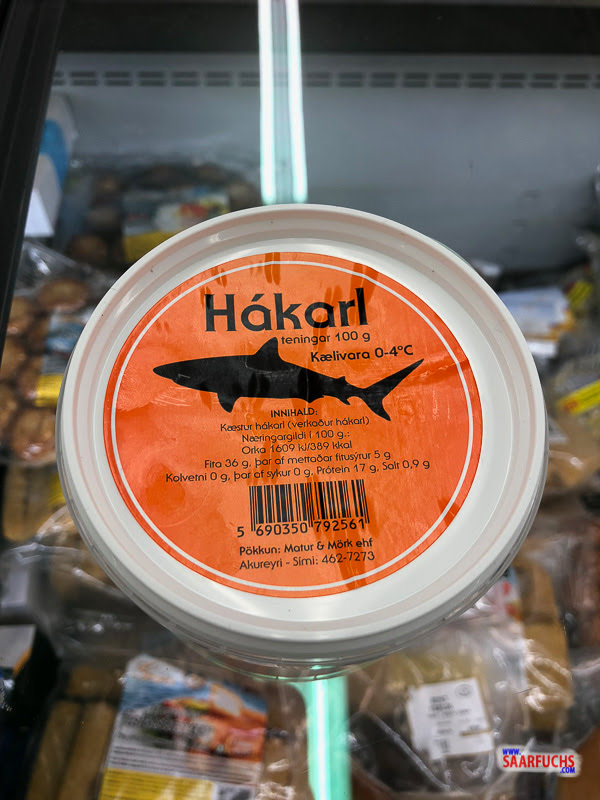 Hákarl
teningar 100 g
Kælivara 0-4°C
INNIHALD:
Kæstur hákarl (verkaður hákarl)
Næringargildi í 100 g.:
Orka 1609 kJ/389 kkal
Fita 36 g, þar af mettaðar fitusýrur 5 g
Kolvetni 0 g, þar af sykur 0 g, Prótein 17 g, Salt 0,9 g
5 690350 792561
Pökkun: Matur & Mörk ehf
Akureyri - Sími: 462-7273
WWW.
SAARFUCHS
.COM